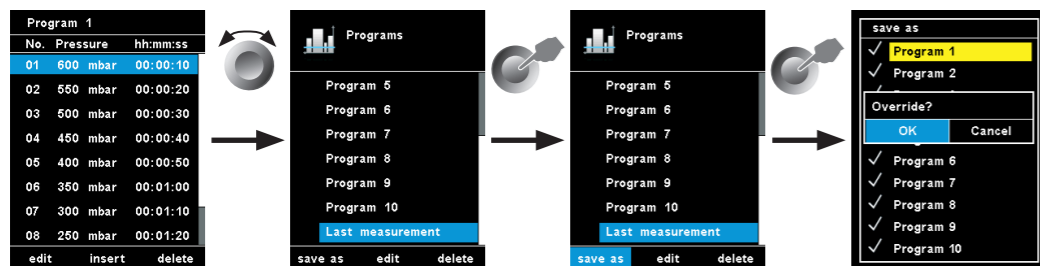 Program 1
No. Pressure hh:mm:ss
01 600 mbar 00:00:10
02 550 mbar 00:00:20
03 500 mbar 00:00:30
04 450 mbar 00:00:40
05 400 mbar 00:00:50
06 350 mbar 00:01:00
07 300 mbar 00:01:10
08 250 mbar 00:01:20
edit insert delete
Programs
Program 5
Program 6
Program 7
Program 8
Program 9
Program 10
Last measurement
save as edit delete
Programs
Program 5
Program 6
Program 7
Program 8
Program 9
Program 10
Last measurement
save as edit delete
save as
Program 1
Program 2
Override?
OK Cancel
Program 6
Program 7
Program 8
Program 9
Program 10